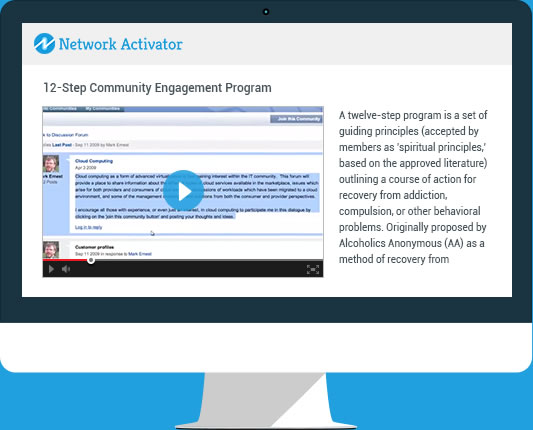 Network Activator
12-Step Community Engagement Program
Communities My Communities
Join this Community
k to Discussion Forum
Last Post - Sep 11 2009 by Mark Ernest
Cloud Computing
Apr 2 2009
rk Ernest
2 Posts
Cloud computing as a form of advanced interest within the IT community. This forum will
provide a place to share information about the cloud services available in the marketplace, issues which
arise for both providers and consumers of of workloads which have been migrated to a cloud
environment, and some of the management from both the consumer and provider perspectives.
I encourage all those with experience, or even just an interest, in cloud computing to participate me in this dialogue by
clicking on the 'join this community button' and posting your thoughts and ideas.
Log in to reply
Customer profiles
Sep 11 2009 in response to Mark Ernest
A twelve-step program is a set of
guiding principles (accepted by
members as 'spiritual principles,'
based on the approved literature)
outlining a course of action for
recovery from addiction,
compulsion, or other behavioral
problems. Originally proposed by
Alcoholics Anonymous (AA) as a
method of recovery from